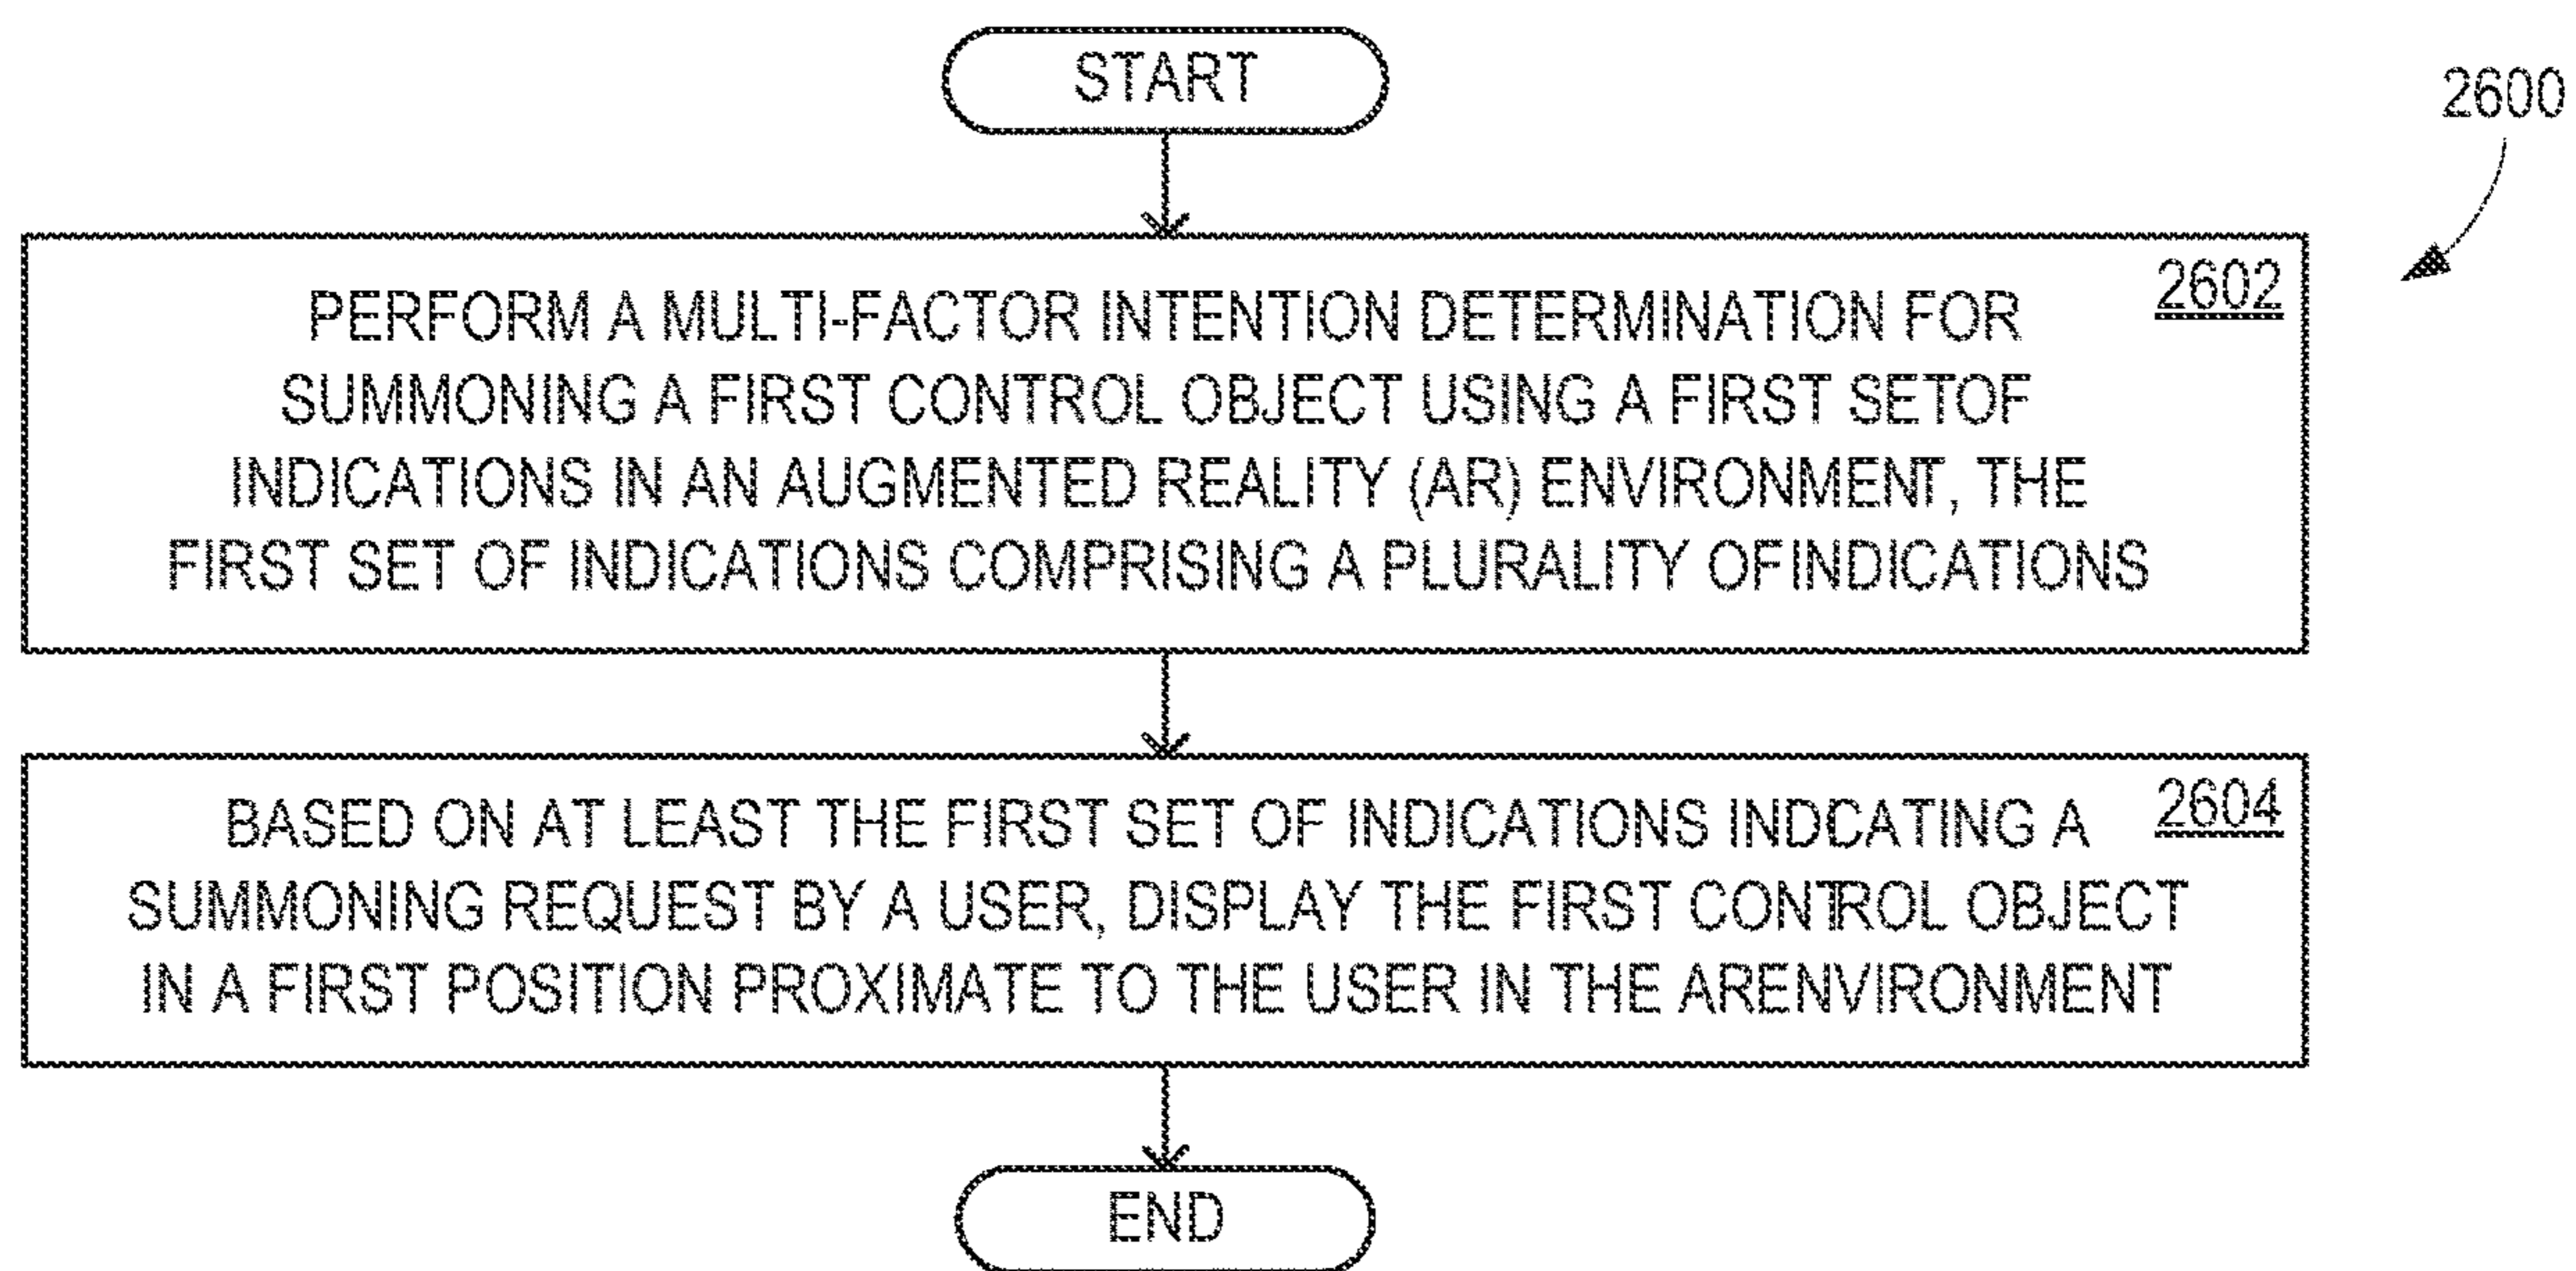 START
2600
2602
PERFORM A MULTI-FACTOR INTENTION DETERMINATION FOR
SUMMONING A FIRST CONTROL OBJECT USING A FIRST SETOF
INDICATIONS IN AN AUGMENTED REALITY (AR) ENVIRONMENT, THE
FIRST SET OF INDICATIONS COMPRISING A PLURALITY OFINDICATIONS
2604
BASED ON AT LEAST THE FIRST SET OF INDICATIONS INDICATING A
SUMMONING REQUEST BY A USER, DISPLAY THE FIRST CONTROL OBJECT
IN A FIRST POSITION PROXIMATE TO THE USER IN THE ARENVIRONMENT
END